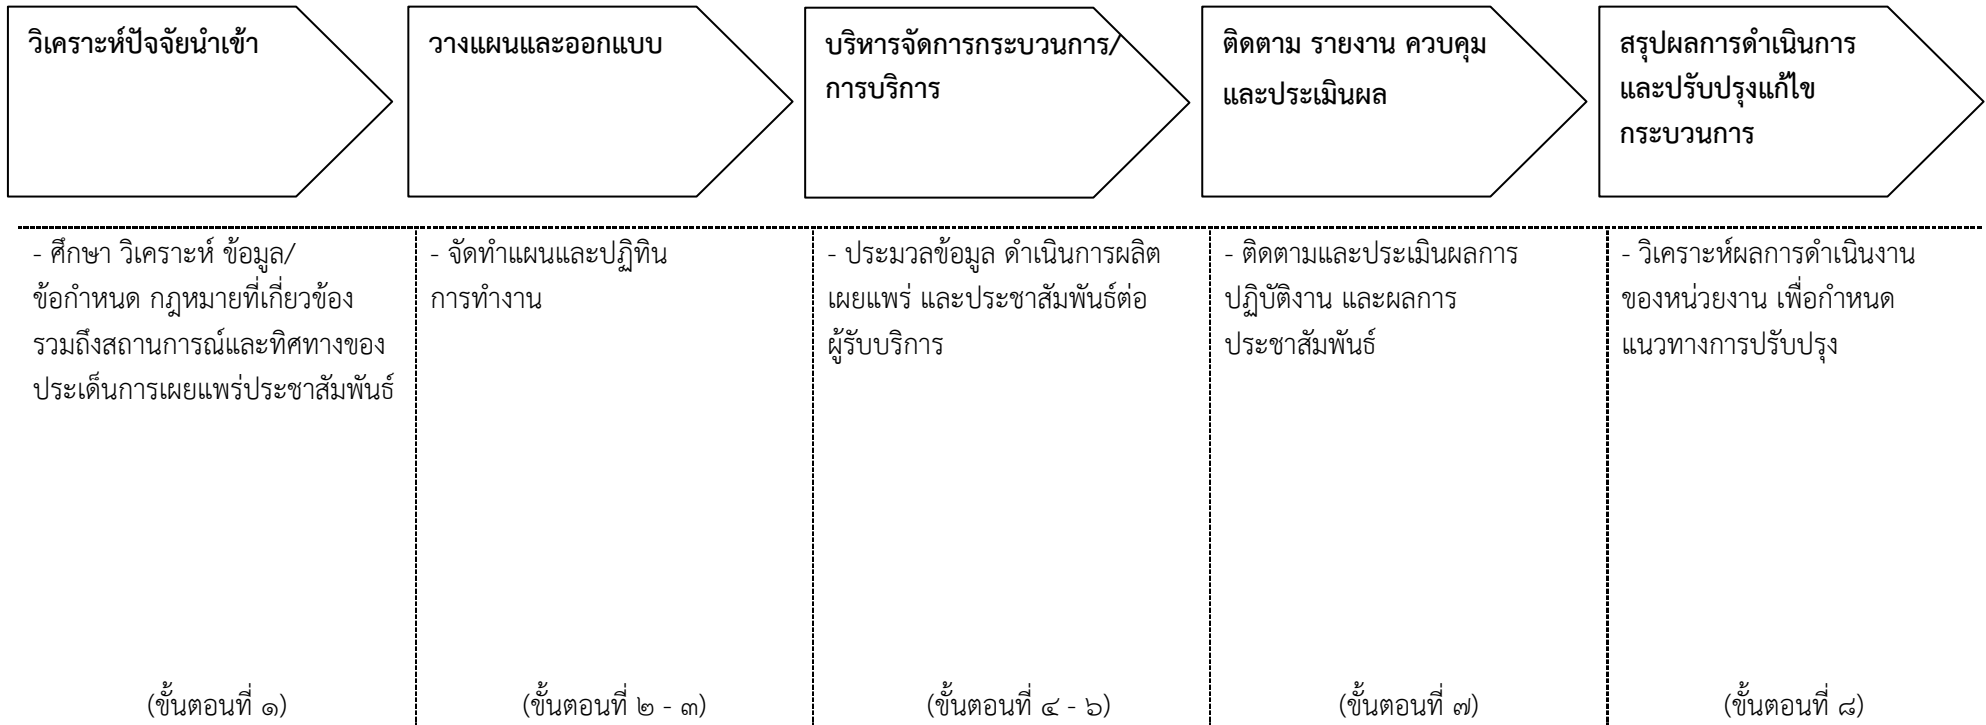 วิเคราะห์ปัจจัยนำเข้า
วางแผนและออกแบบ
บริหารจัดการกระบวนการ/
การบริการ
ติดตาม รายงาน ควบคุม
และประเมินผล
สรุปผลการดำเนินการ
และปรับปรุงแก้ไข
กระบวนการ
- ศึกษา วิเคราะห์ ข้อมูล/
ข้อกำหนด กฎหมายที่เกี่ยวข้อง
รวมถึงสถานการณ์และทิศทางของ
ประเด็นการเผยแพร่ประชาสัมพันธ์
(ขั้นตอนที่ ๑)
- จัดทำแผนและปฏิทิน
การทำงาน
(ขั้นตอนที่ ๒ - ๓)
- ประมวลข้อมูล ดำเนินการผลิต
เผยแพร่ และประชาสัมพันธ์ต่อ
ผู้รับบริการ
(ขั้นตอนที่ ๔ - ๖)
- ติดตามและประเมินผลการ
ปฏิบัติงาน และผลการ
ประชาสัมพันธ์
(ขั้นตอนที่ ๗)
- วิเคราะห์ผลการดำเนินงาน
ของหน่วยงาน เพื่อกำหนด
แนวทางการปรับปรุง
(ขั้นตอนที่ ๘)